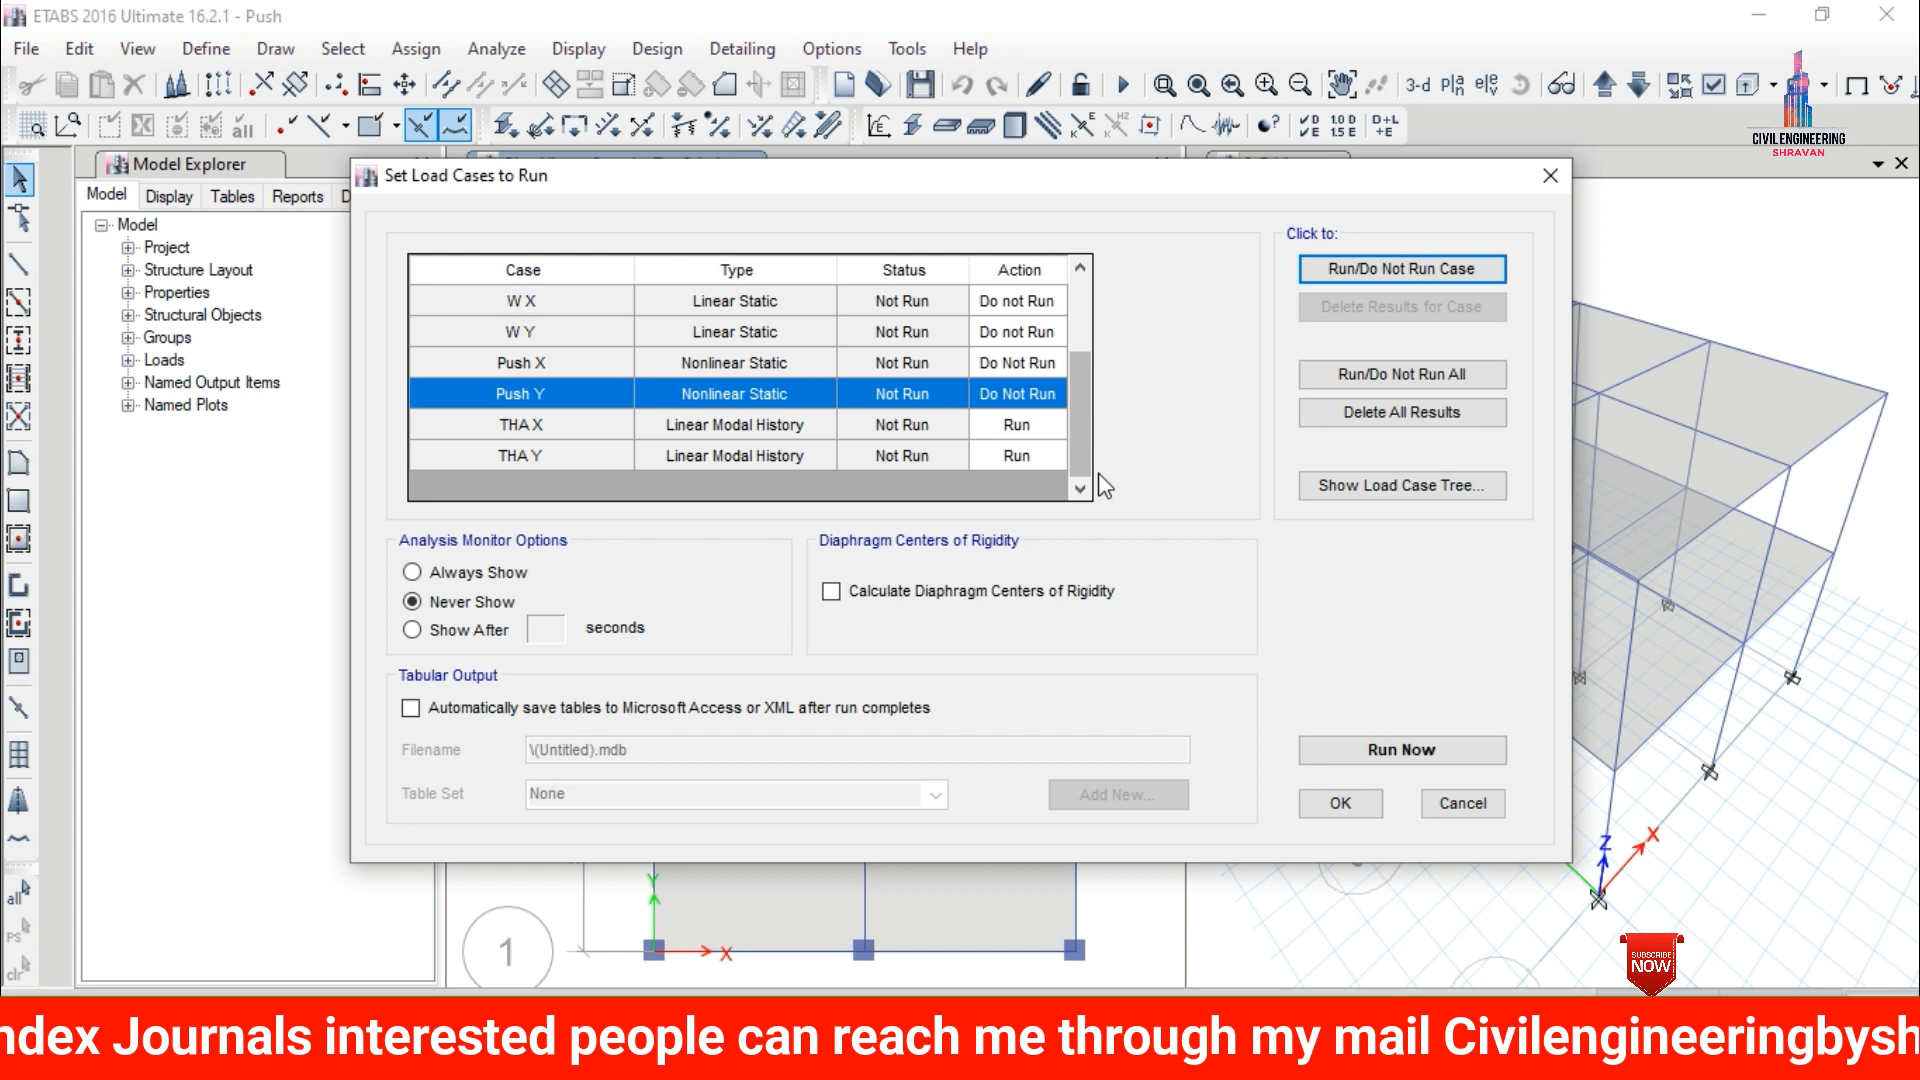 ETABS 2016 Ultimate 16.2.1 - Push
File Edit View Define Draw Select Assign Analyze Display Design Detailing Options Tools Help
CIVIL ENGINEERING
SHRAVAN
Model Explorer
Model Display Tables Reports D
Model
Project
Structure Layout
Properties
Structural Objects
Groups
Loads
Named Output Items
Named Plots
Set Load Cases to Run
Case Type Status Action
W X Linear Static Not Run Do not Run
W Y Linear Static Not Run Do not Run
Push X Nonlinear Static Not Run Do Not Run
Push Y Nonlinear Static Not Run Do Not Run
THA X Linear Modal History Not Run Run
THA Y Linear Modal History Not Run Run
Click to:
Run/Do Not Run Case
Delete Results for Case
Run/Do Not Run All
Delete All Results
Show Load Case Tree...
Analysis Monitor Options
Always Show
Never Show
Show After seconds
Diaphragm Centers of Rigidity
Calculate Diaphragm Centers of Rigidity
Tabular Output
Automatically save tables to Microsoft Access or XML after run completes
Filename \(Untitled).mdb
Table Set None Add New...
Run Now
OK Cancel
all
PS
clr
1
Y
X
Z
X
SUBSCRIBE
NOW
ndex Journals interested people can reach me through my mail Civilengineeringbysh